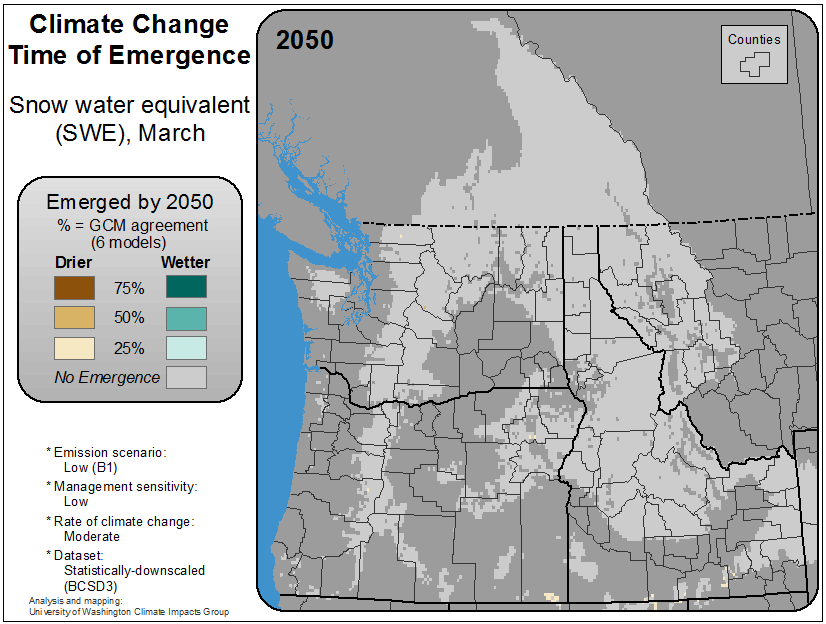 Climate Change
Time of Emergence
Snow water equivalent
(SWE), March
Emerged by 2050
% = GCM agreement
(6 models)
Drier Wetter
75%
50%
25%
No Emergence
* Emission scenario:
Low (B1)
* Management sensitivity:
Low
* Rate of climate change:
Moderate
* Dataset:
Statistically-downscaled
(BCSD3)
Analysis and mapping:
University of Washington Climate Impacts Group
2050
Counties